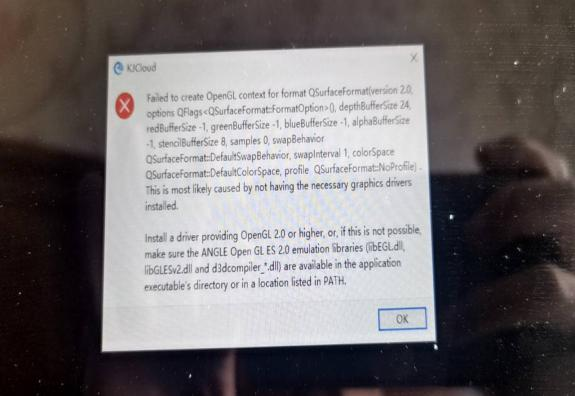 KJCloud
Failed to create OpenGL context for format QSurfaceFormat(version 2.0,
options QFlags<QSurfaceFormat::FormatOption>(), depthBufferSize 24,
redBufferSize -1, greenBufferSize -1, blueBufferSize -1, alphaBufferSize
-1, stencilBufferSize 8, samples 0, swapBehavior
QSurfaceFormat::DefaultSwapBehavior, swapInterval 1, colorSpace
QSurfaceFormat::DefaultColorSpace, profile QSurfaceFormat::NoProfile) .
This is most likely caused by not having the necessary graphics drivers
installed.
Install a driver providing OpenGL 2.0 or higher, or, if this is not possible,
make sure the ANGLE Open GL ES 2.0 emulation libraries (libEGL.dll,
libGLESv2.dll and d3dcompiler_*.dll) are available in the application
executable's directory or in a location listed in PATH.
OK